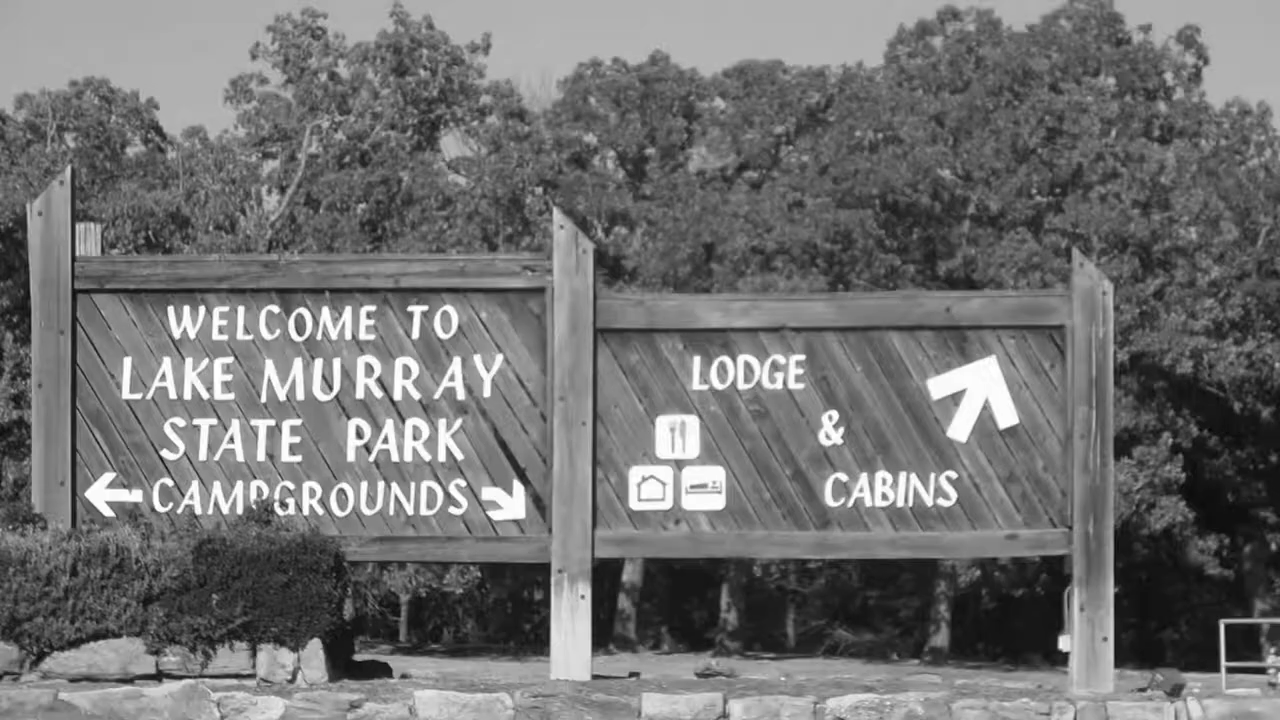 WELCOME TO
LAKE MURRAY
STATE PARK
CAMPGROUNDS
LODGE
&
CABINS